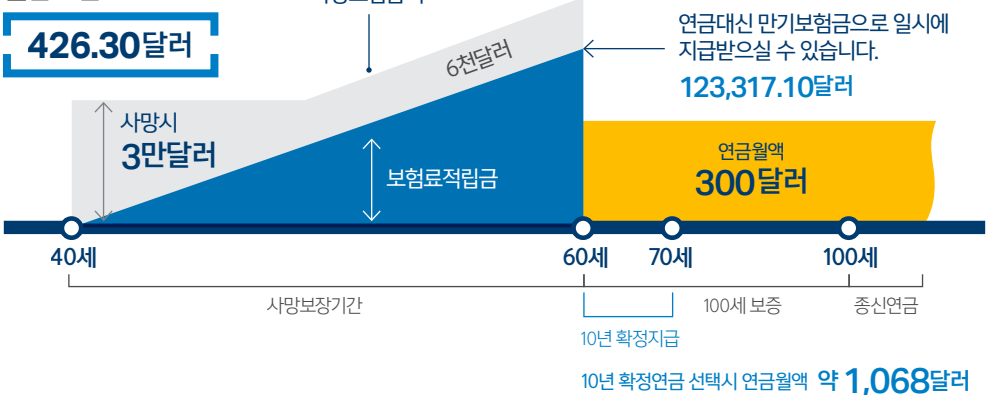 426.30달러
6천달러
연금대신 만기보험금으로 일시에
지급받으실 수 있습니다.
123,317.10달러
사망시
3만달러
보험료적립금
연금월액
300달러
40세
60세
70세
100세
사망보장기간
100세 보증
종신연금
10년 확정지급
10년 확정연금 선택시 연금월액 약 1,068달러